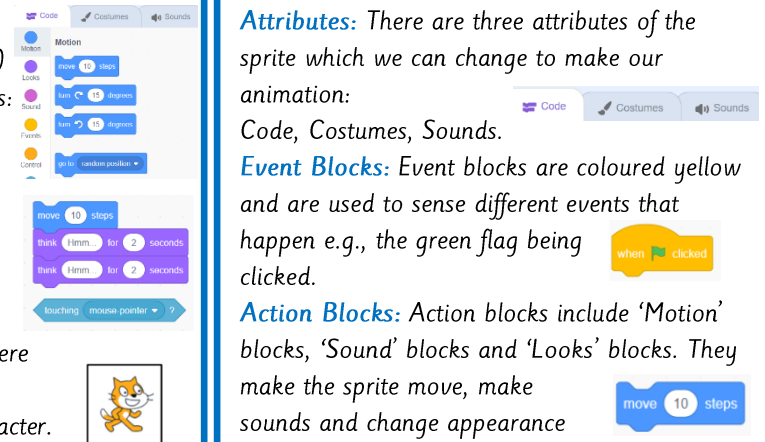 Code Costumes Sounds
Motion
Motion
move 10 steps
Looks
turn 15 degrees
Sound
turn 15 degrees
Events
Control
go to random position
)
s:
move 10 steps
think Hmm... for 2 seconds
think Hmm... for 2 seconds
touching mouse-pointer ?
ere
acter.
Attributes: There are three attributes of the
sprite which we can change to make our
animation:
Code Costumes Sounds
Code, Costumes, Sounds.
Event Blocks: Event blocks are coloured yellow
and are used to sense different events that
happen e.g., the green flag being
when clicked
clicked.
Action Blocks: Action blocks include ‘Motion’
blocks, ‘Sound’ blocks and ‘Looks’ blocks. They
make the sprite move, make
move 10 steps
sounds and change appearance